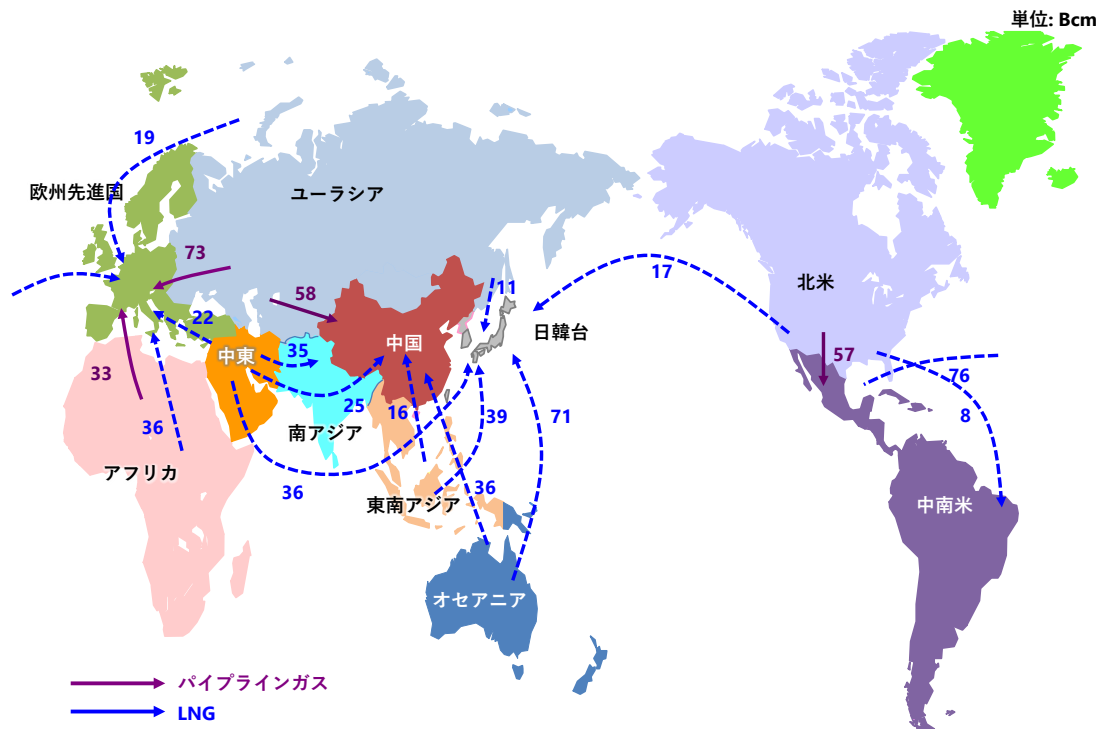 単位: Bcm
19
欧州先進国
ユーラシア
73
17
北米
58
11
22
日韓台
中国
中東
35
57
33
76
25
16
39
71
8
36
南アジア
アフリカ
36
36
東南アジア
中南米
オセアニア
パイプラインガス
LNG